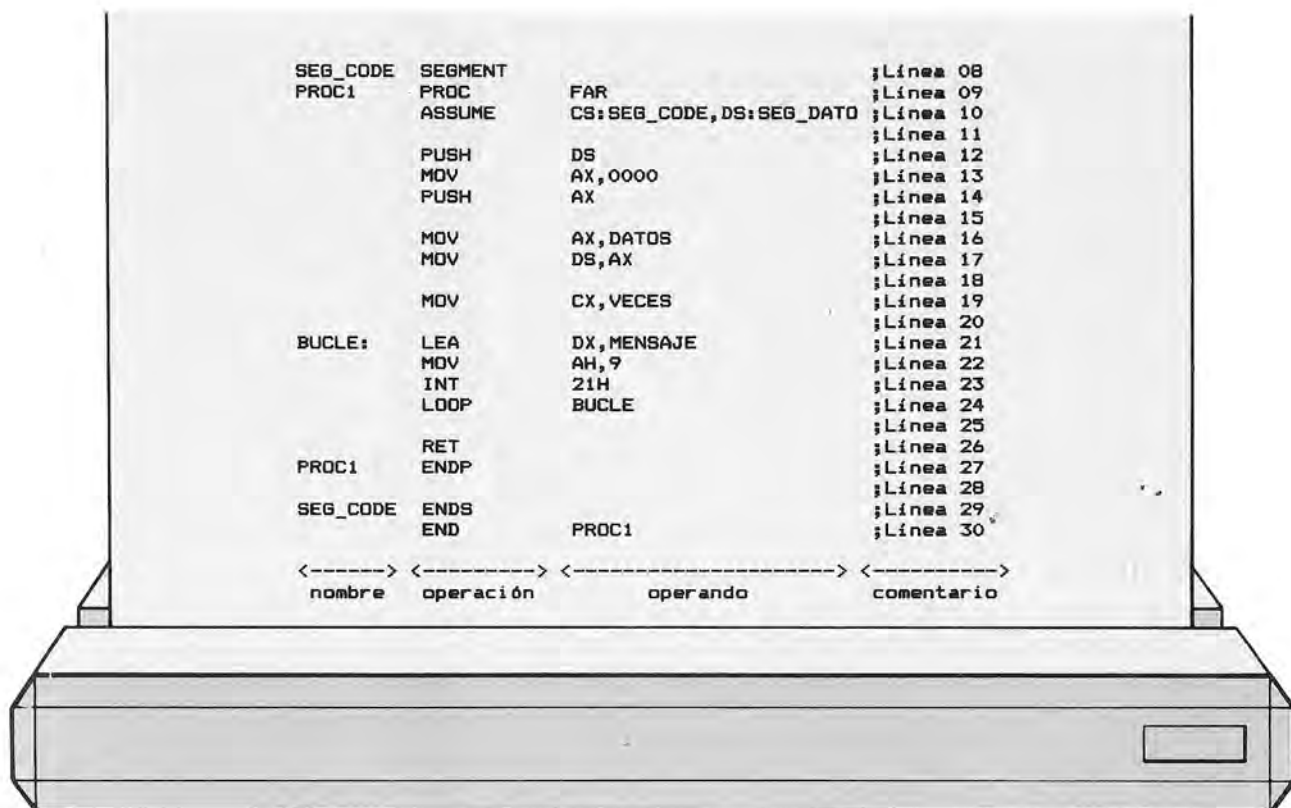 SEG_CODE SEGMENT ;Línea 08
PROC1 PROC FAR ;Línea 09
ASSUME CS:SEG_CODE,DS:SEG_DATO ;Línea 10
;Línea 11
PUSH DS ;Línea 12
MOV AX,0000 ;Línea 13
PUSH AX ;Línea 14
;Línea 15
MOV AX,DATOS ;Línea 16
MOV DS,AX ;Línea 17
;Línea 18
MOV CX,VECES ;Línea 19
;Línea 20
BUCLE: LEA DX,MENSAJE ;Línea 21
MOV AH,9 ;Línea 22
INT 21H ;Línea 23
LOOP BUCLE ;Línea 24
;Línea 25
RET ;Línea 26
PROC1 ENDP ;Línea 27
;Línea 28
SEG_CODE ENDS ;Línea 29
END PROC1 ;Línea 30
<-------> <----------> <----------------------> <----------->
nombre operación operando comentario